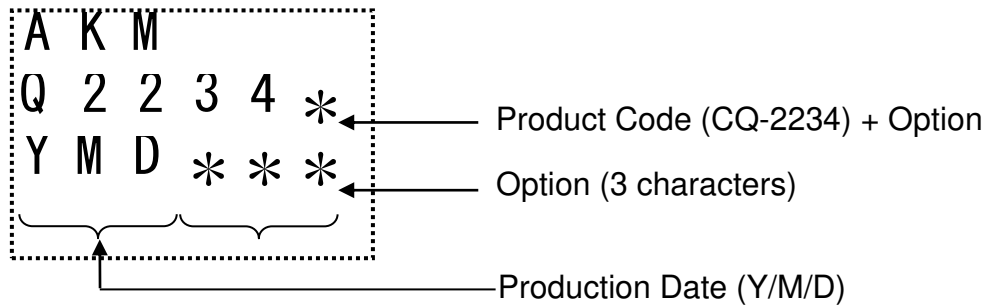 A K M
Q 2 2 3 4 *
Product Code (CQ-2234) + Option
Y M D * * *
Option (3 characters)
Production Date (Y/M/D)